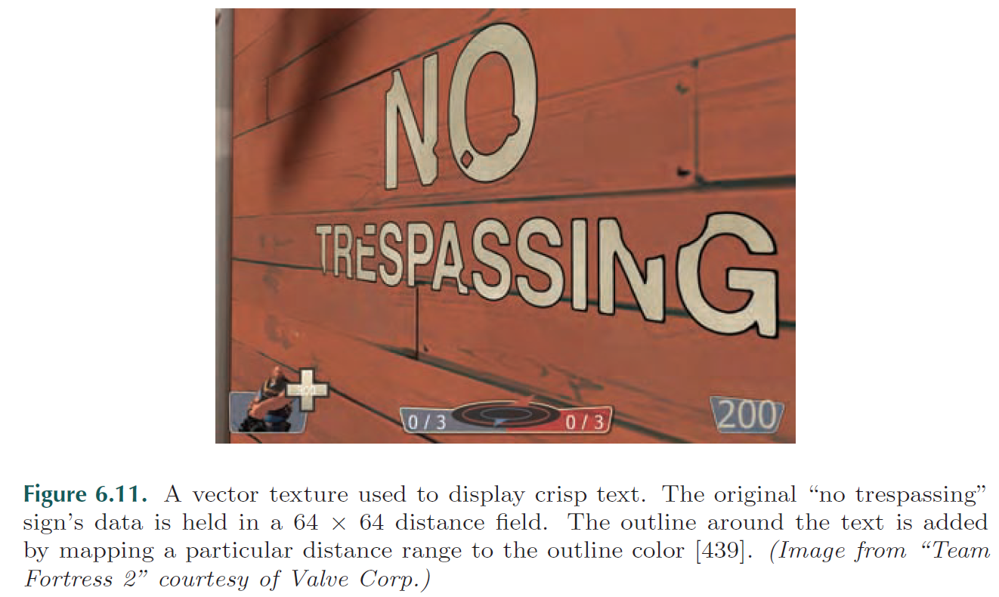 NO
TRESPASSING
0 / 3
0 / 3
200
Figure 6.11. A vector texture used to display crisp text. The original “no trespassing”
sign’s data is held in a 64 × 64 distance field. The outline around the text is added
by mapping a particular distance range to the outline color [439]. (Image from “Team
Fortress 2” courtesy of Valve Corp.)